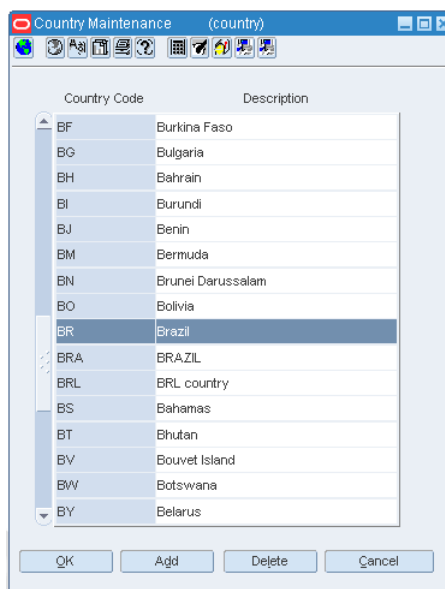 Country Maintenance (country)
Country Code Description
BF Burkina Faso
BG Bulgaria
BH Bahrain
BI Burundi
BJ Benin
BM Bermuda
BN Brunei Darussalam
BO Bolivia
BR Brazil
BRA BRAZIL
BRL BRL country
BS Bahamas
BT Bhutan
BV Bouvet Island
BW Botswana
BY Belarus
OK Add Delete Cancel